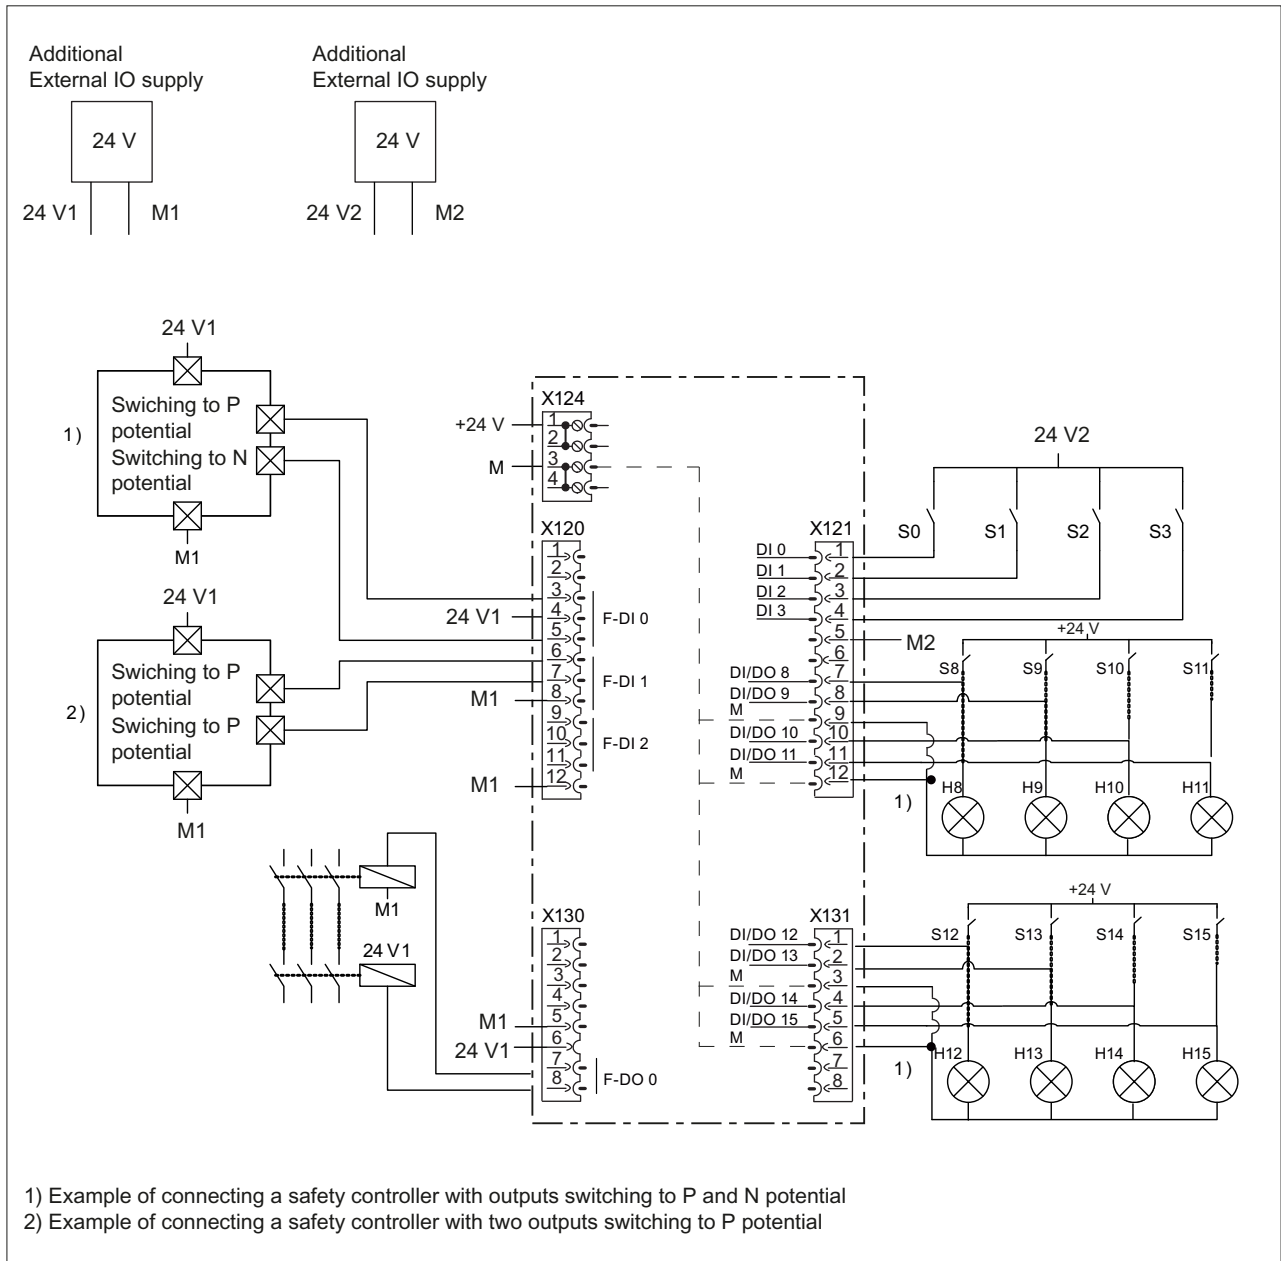 Additional
External IO supply
24 V
24 V1
M1
Additional
External IO supply
24 V
24 V2
M2
24 V1
1)
Swiching to P
potential
Switching to N
potential
M1
24 V1
2)
Swiching to P
potential
Swiching to P
potential
M1
M1
24 V1
X124
+24 V
M
1
2
3
4
X120
1
2
3
24 V1
4
5
F-DI 0
6
7
F-DI 1
M1
8
9
10
F-DI 2
11
M1
12
X130
1
2
3
4
M1
5
24 V1
6
7
8
F-DO 0
X121
DI 0
1
DI 1
2
DI 2
3
DI 3
4
5
M2
6
DI/DO 8
7
DI/DO 9
8
M
9
DI/DO 10
10
DI/DO 11
11
M
12
1)
24 V2
S0
S1
S2
S3
+24 V
S8
S9
S10
S11
H8
H9
H10
H11
X131
DI/DO 12
1
DI/DO 13
2
M
3
DI/DO 14
4
DI/DO 15
5
M
6
7
8
1)
+24 V
S12
S13
S14
S15
H12
H13
H14
H15
1) Example of connecting a safety controller with outputs switching to P and N potential
2) Example of connecting a safety controller with two outputs switching to P potential